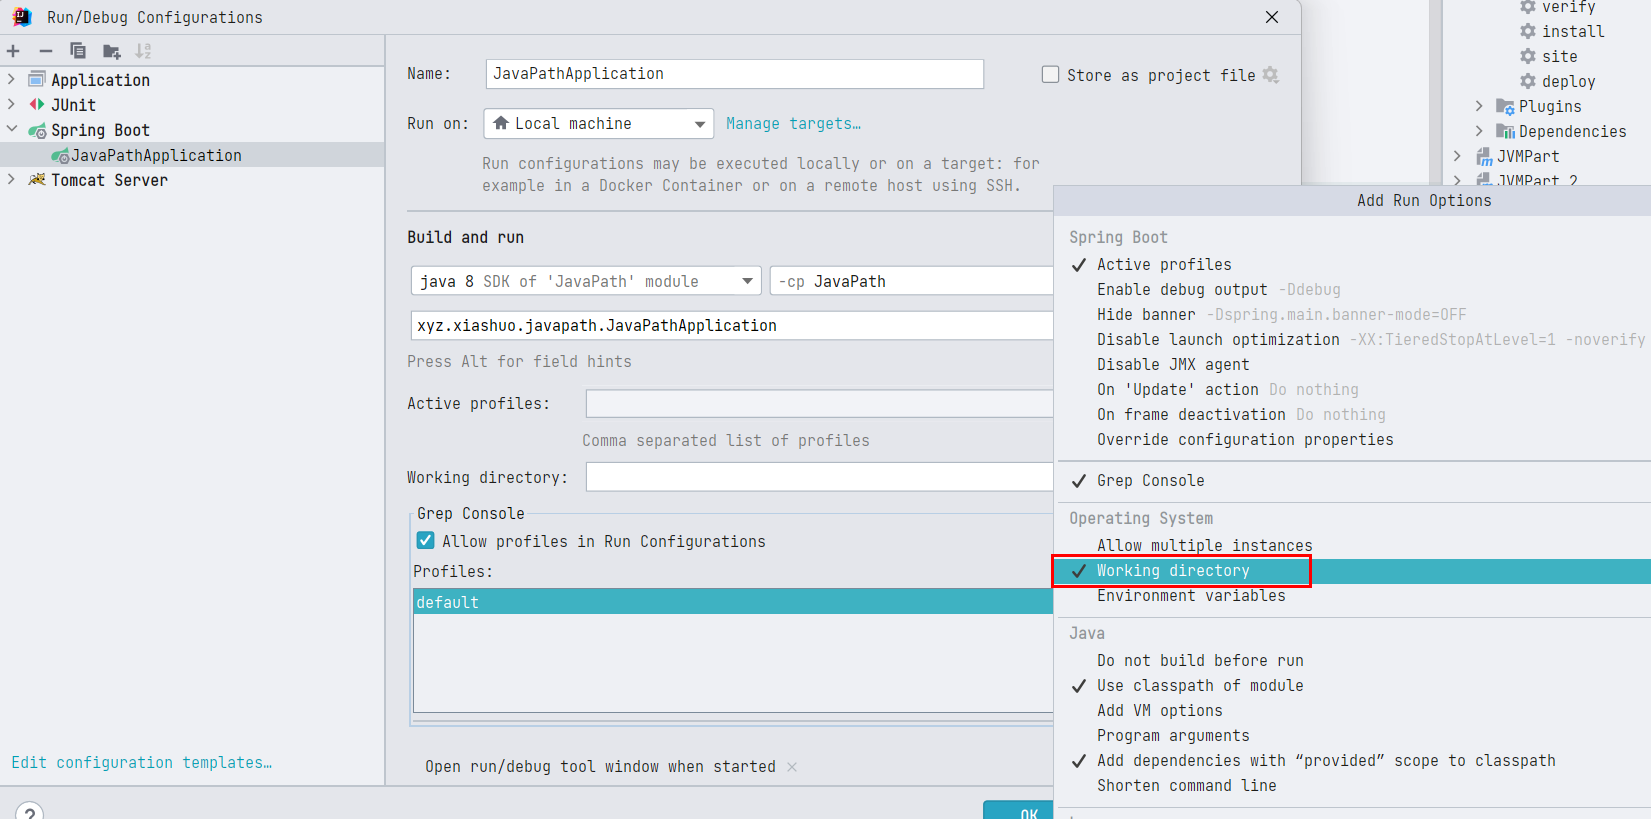 Run/Debug Configurations
Application
JUnit
Spring Boot
JavaPathApplication
Tomcat Server
Edit configuration templates…
?
Name:
JavaPathApplication
Store as project file
Run on:
Local machine
Manage targets…
Run configurations may be executed locally or on a target: for
example in a Docker Container or on a remote host using SSH.
Build and run
java 8 SDK of 'JavaPath' module
-cp JavaPath
xyz.xiashuo.javapath.JavaPathApplication
Press Alt for field hints
Active profiles:
Comma separated list of profiles
Working directory:
Grep Console
Allow profiles in Run Configurations
Profiles:
default
Open run/debug tool window when started
OK
verify
install
site
deploy
Plugins
Dependencies
JVMPart
JVMPart 2
Add Run Options
Spring Boot
Active profiles
Enable debug output -Ddebug
Hide banner -Dspring.main.banner-mode=OFF
Disable launch optimization -XX:TieredStopAtLevel=1 -noverify
Disable JMX agent
On 'Update' action Do nothing
On frame deactivation Do nothing
Override configuration properties
Grep Console
Operating System
Allow multiple instances
Working directory
Environment variables
Java
Do not build before run
Use classpath of module
Add VM options
Program arguments
Add dependencies with “provided” scope to classpath
Shorten command line